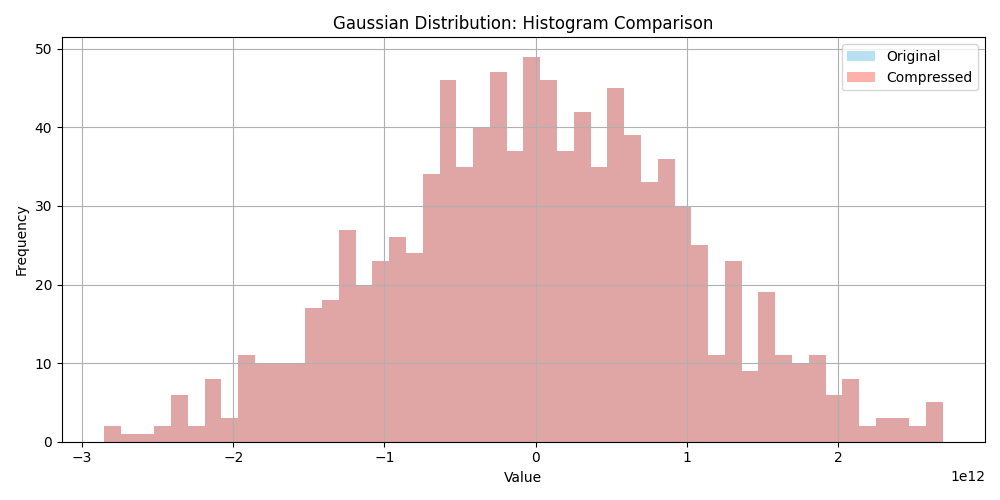 Gaussian Distribution: Histogram Comparison
Original
Compressed
50
40
30
20
10
0
Frequency
−3
−2
−1
0
1
2
1e12
Value